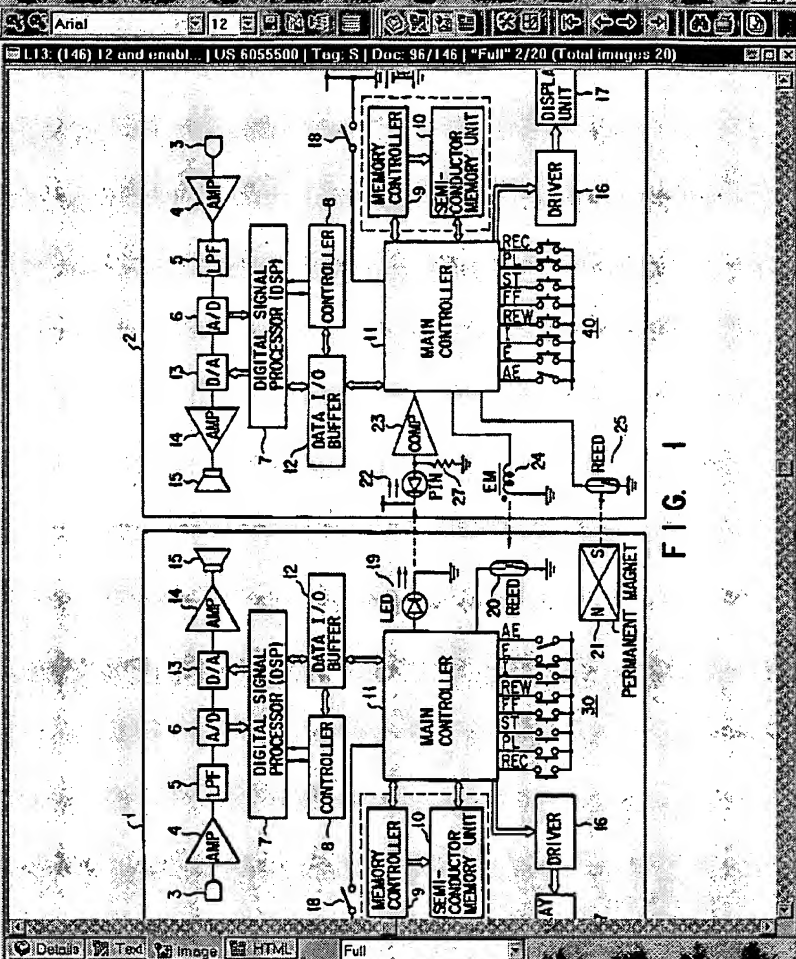 Arial
12
L13: (146) 12 and enabl... | US 6055500 | Tag: S | Doc: 96/146 | "Full" 2/20 (Total images 20)
2
3
4
AMP
5
LPF
6
A/D
13
D/A
14
AMP
15
7
DIGITAL SIGNAL
PROCESSOR (DSP)
8
CONTROLLER
12
DATA I/O
BUFFER
18
MEMORY
CONTROLLER
9
10
SEMI-
CONDUCTOR
MEMORY UNIT
11
MAIN
CONTROLLER
DISPLA
UNIT
17
DRIVER
16
REC
PL
ST
FF
REW
I
E
AE
40
23
COMP
22
PIN
27
EM
24
REED
25
FIG. 1
1
3
4
AMP
5
LPF
6
A/D
13
D/A
14
AMP
15
7
DIGITAL SIGNAL
PROCESSOR (DSP)
8
CONTROLLER
12
DATA I/O
BUFFER
18
MEMORY
CONTROLLER
9
10
SEMI-
CONDUCTOR
MEMORY UNIT
11
MAIN
CONTROLLER
19
LED
20
REED
N
S
21
PERMANENT MAGNET
AE
E
I
REW
FF
ST
PL
REC
30
DRIVER
16
AY
7
Details
Text
Image
HTML
Full